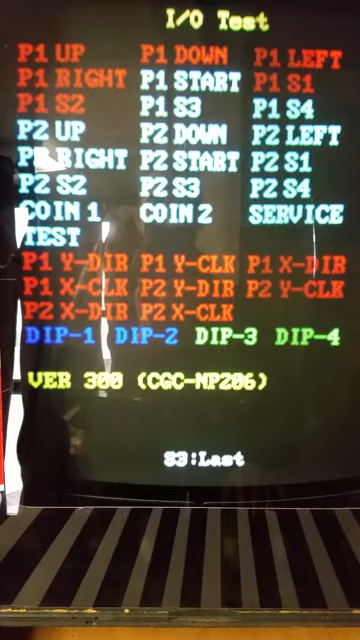 I/O Test
P1 UP P1 DOWN P1 LEFT
P1 RIGHT P1 START P1 S1
P1 S2 P1 S3 P1 S4
P2 UP P2 DOWN P2 LEFT
P2 RIGHT P2 START P2 S1
P2 S2 P2 S3 P2 S4
COIN 1 COIN 2 SERVICE
TEST
P1 Y-DIR P1 Y-CLK P1 X-DIR
P1 X-CLK P2 Y-DIR P2 Y-CLK
P2 X-DIR P2 X-CLK
DIP-1 DIP-2 DIP-3 DIP-4
VER 300 (CGC-NPZ06)
S3:Last